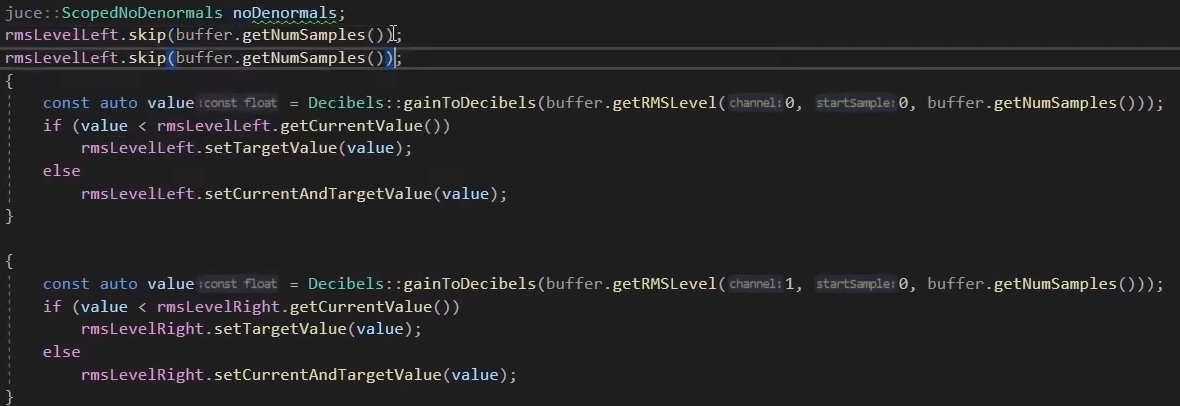 juce::ScopedNoDenormals noDenormals;
rmsLevelLeft.skip(buffer.getNumSamples());
rmsLevelLeft.skip(buffer.getNumSamples());
{
    const auto value :const float = Decibels::gainToDecibels(buffer.getRMSLevel(channel:0, startSample:0, buffer.getNumSamples()));
    if (value < rmsLevelLeft.getCurrentValue())
        rmsLevelLeft.setTargetValue(value);
    else
        rmsLevelLeft.setCurrentAndTargetValue(value);
}
{
    const auto value :const float = Decibels::gainToDecibels(buffer.getRMSLevel(channel:1, startSample:0, buffer.getNumSamples()));
    if (value < rmsLevelRight.getCurrentValue())
        rmsLevelRight.setTargetValue(value);
    else
        rmsLevelRight.setCurrentAndTargetValue(value);
}